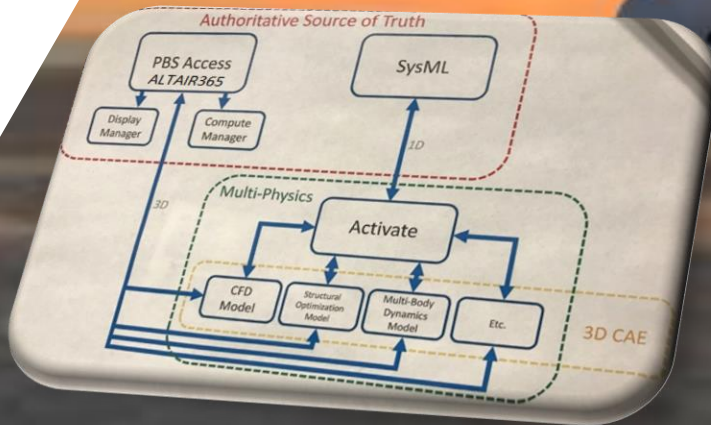 Authoritative Source of Truth
PBS Access
ALTAIR365
SysML
Display
Manager
Compute
Manager
1D
3D
Multi-Physics
Activate
CFD
Model
Structural
Optimization
Model
Multi-Body
Dynamics
Model
Etc.
3D CAE